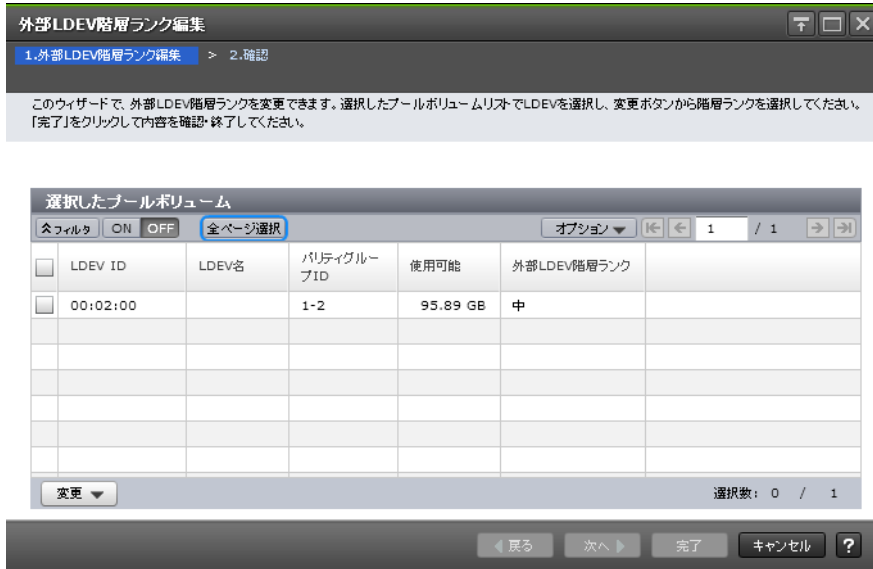 外部LDEV階層ランク編集
1.外部LDEV階層ランク編集 > 2.確認
このウィザードで、外部LDEV階層ランクを変更できます。選択したプールボリュームリストでLDEVを選択し、変更ボタンから階層ランクを選択してください。
「完了」をクリックして内容を確認・終了してください。
選択したプールボリューム
フィルタ ON OFF 全ページ選択 オプション 1 / 1
LDEV ID LDEV名 パリティグループID 使用可能 外部LDEV階層ランク
00:02:00 1-2 95.89 GB 中
変更 選択数: 0 / 1
戻る 次へ 完了 キャンセル ?